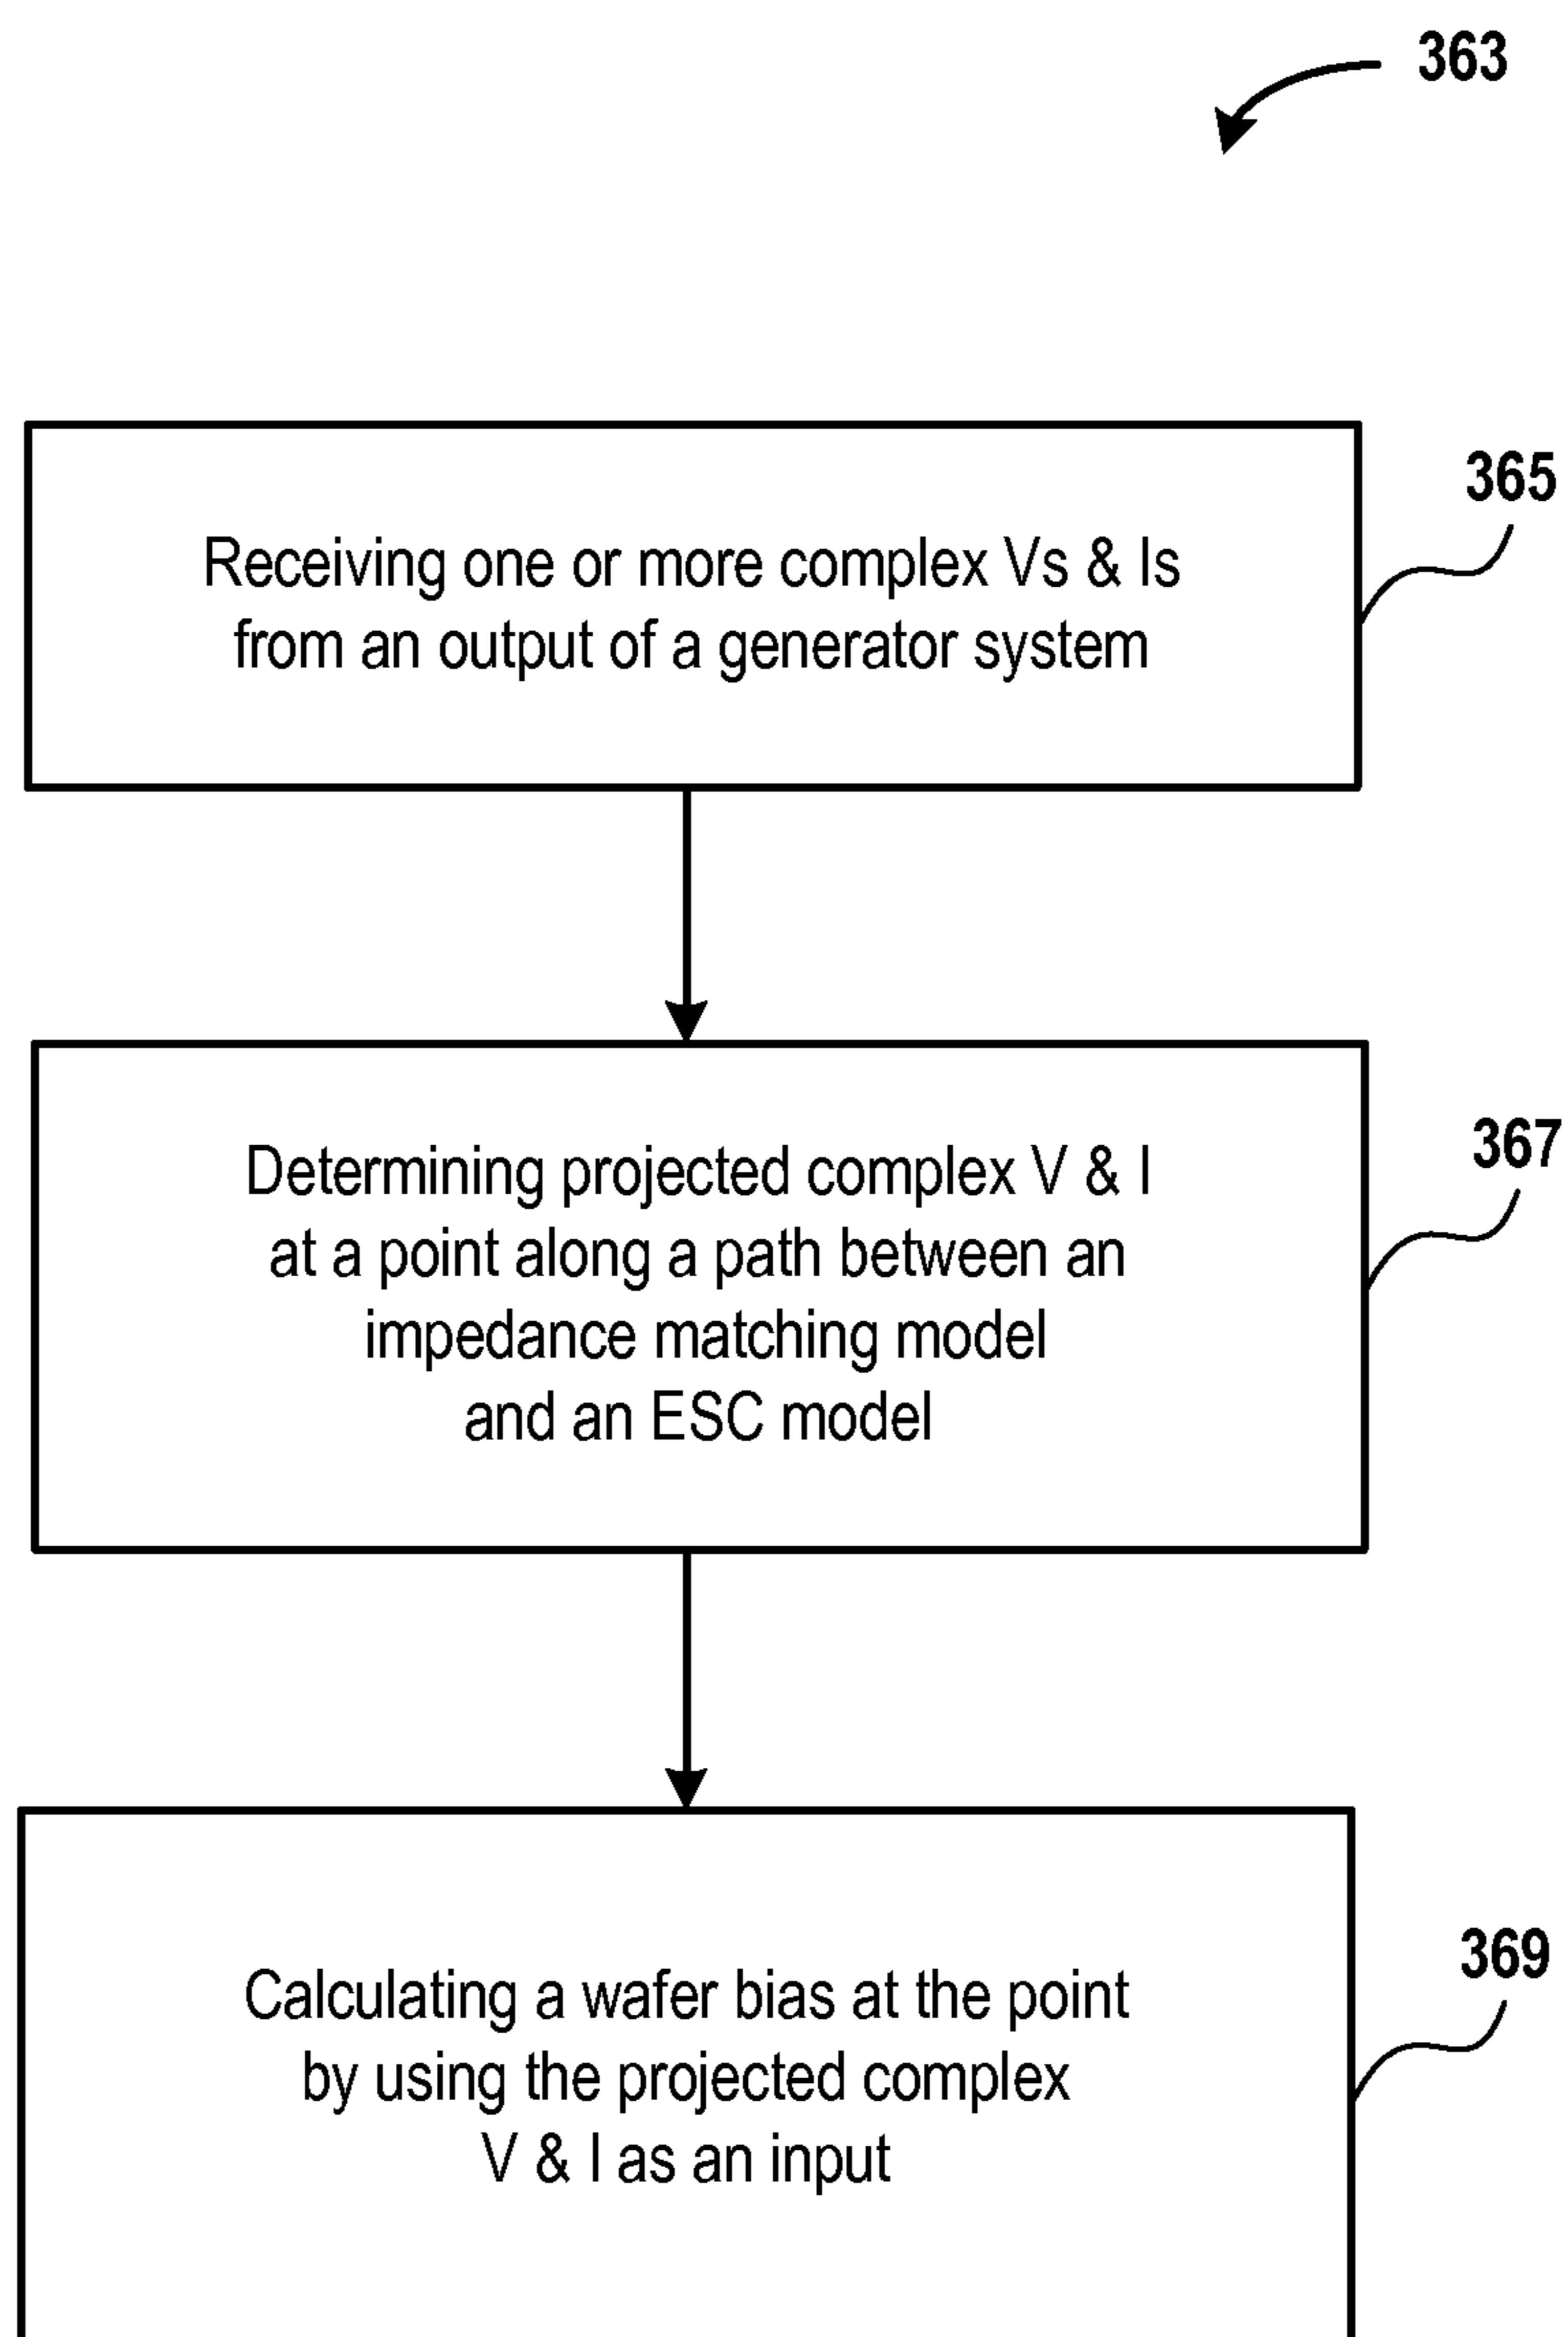 363
365
Receiving one or more complex Vs & Is
from an output of a generator system
367
Determining projected complex V & I
at a point along a path between an
impedance matching model
and an ESC model
369
Calculating a wafer bias at the point
by using the projected complex
V & I as an input